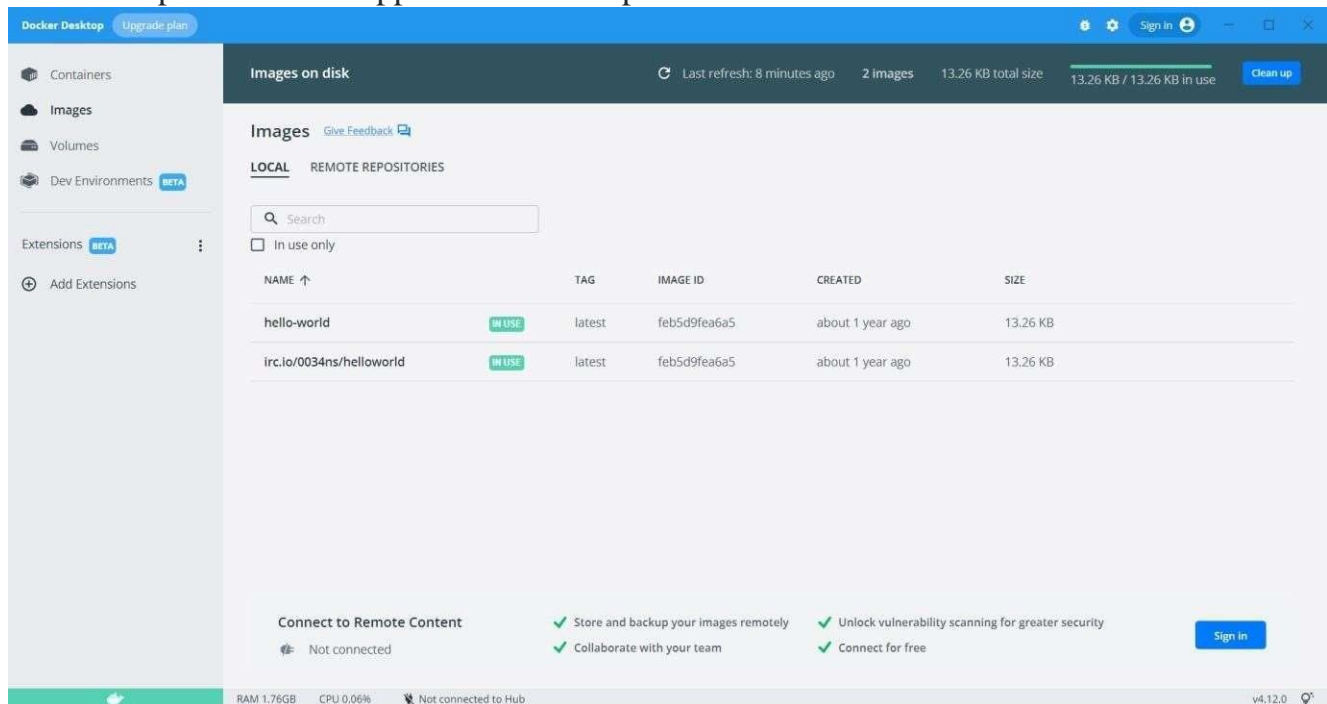 Docker Desktop Upgrade plan Sign in
Containers
Images
Volumes
Dev Environments BETA
Extensions BETA
Add Extensions
Images on disk Last refresh: 8 minutes ago 2 images 13.26 KB total size 13.26 KB / 13.26 KB in use Clean up
Images Give Feedback
LOCAL REMOTE REPOSITORIES
Search
In use only
NAME TAG IMAGE ID CREATED SIZE
hello-world IN USE latest feb5d9fea6a5 about 1 year ago 13.26 KB
irc.io/0034ns/helloworld IN USE latest feb5d9fea6a5 about 1 year ago 13.26 KB
Connect to Remote Content
Not connected
Store and backup your images remotely
Collaborate with your team
Unlock vulnerability scanning for greater security
Connect for free
Sign in
RAM 1.76GB CPU 0.06% Not connected to Hub v4.12.0